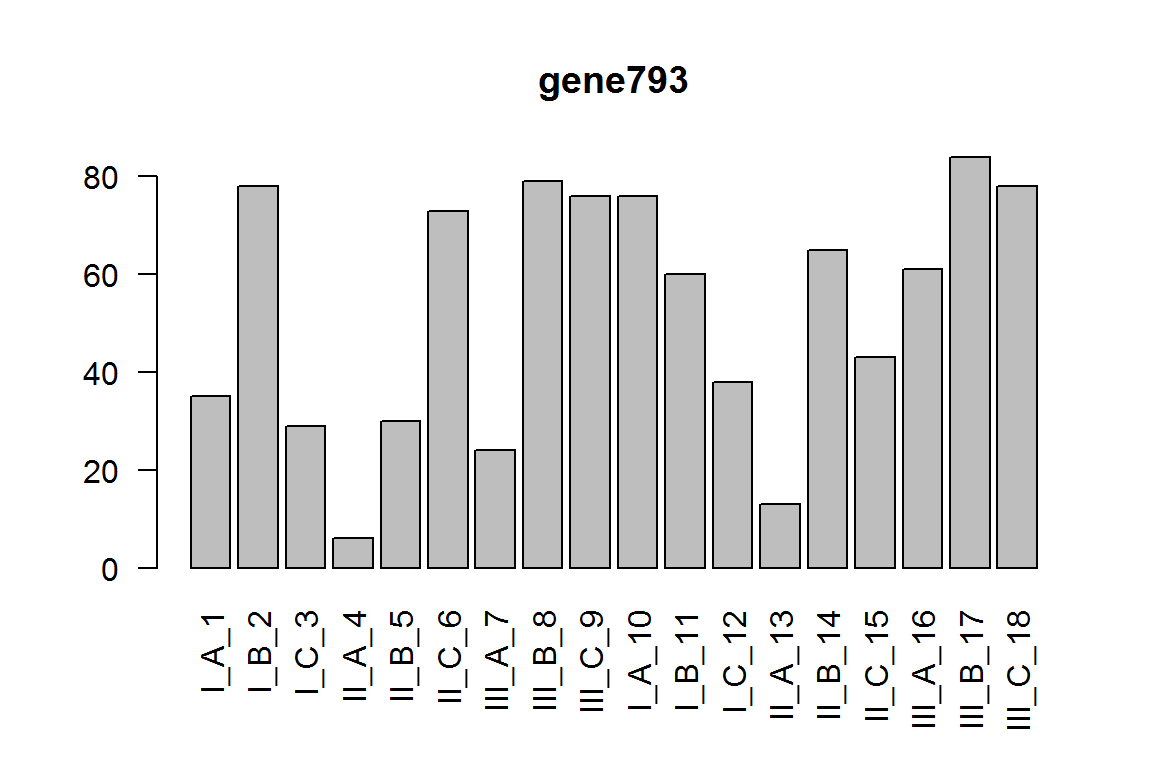 gene793
80
60
40
20
0
I_A_1
I_B_2
I_C_3
II_A_4
II_B_5
II_C_6
III_A_7
III_B_8
III_C_9
I_A_10
I_B_11
I_C_12
II_A_13
II_B_14
II_C_15
III_A_16
III_B_17
III_C_18